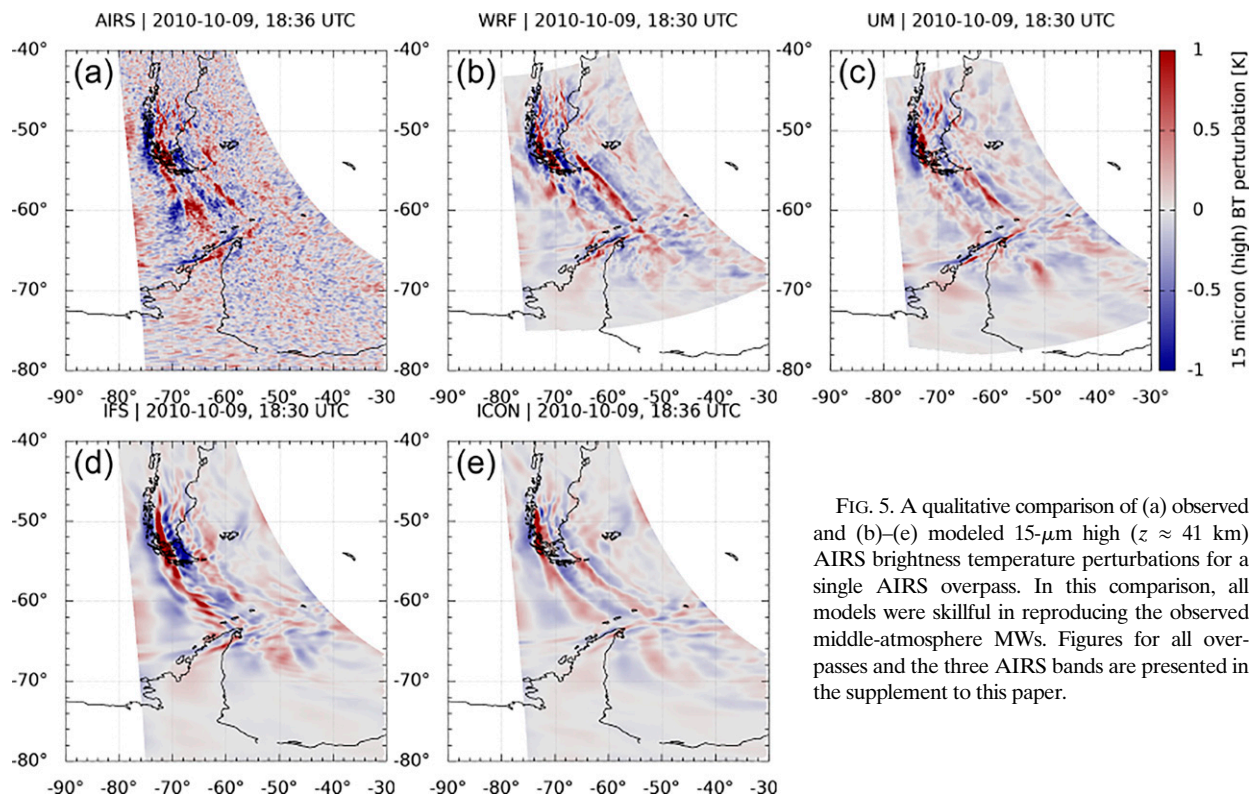 AIRS | 2010-10-09, 18:36 UTC
WRF | 2010-10-09, 18:30 UTC
UM | 2010-10-09, 18:30 UTC
(a)
(b)
(c)
-40°
-50°
-60°
-70°
-80°
-40°
-50°
-60°
-70°
-80°
-40°
-50°
-60°
-70°
-80°
1
0.5
0
-0.5
-1
15 micron (high) BT perturbation [K]
-90° -80° -70° -60° -50° -40° -30°
-90° -80° -70° -60° -50° -40° -30°
-90° -80° -70° -60° -50° -40° -30°
IFS | 2010-10-09, 18:30 UTC
ICON | 2010-10-09, 18:36 UTC
(d)
(e)
-40°
-50°
-60°
-70°
-80°
-40°
-50°
-60°
-70°
-80°
-90° -80° -70° -60° -50° -40° -30°
-90° -80° -70° -60° -50° -40° -30°
FIG. 5. A qualitative comparison of (a) observed
and (b)–(e) modeled 15-μm high (z ≈ 41 km)
AIRS brightness temperature perturbations for a
single AIRS overpass. In this comparison, all
models were skillful in reproducing the observed
middle-atmosphere MWs. Figures for all over-
passes and the three AIRS bands are presented in
the supplement to this paper.